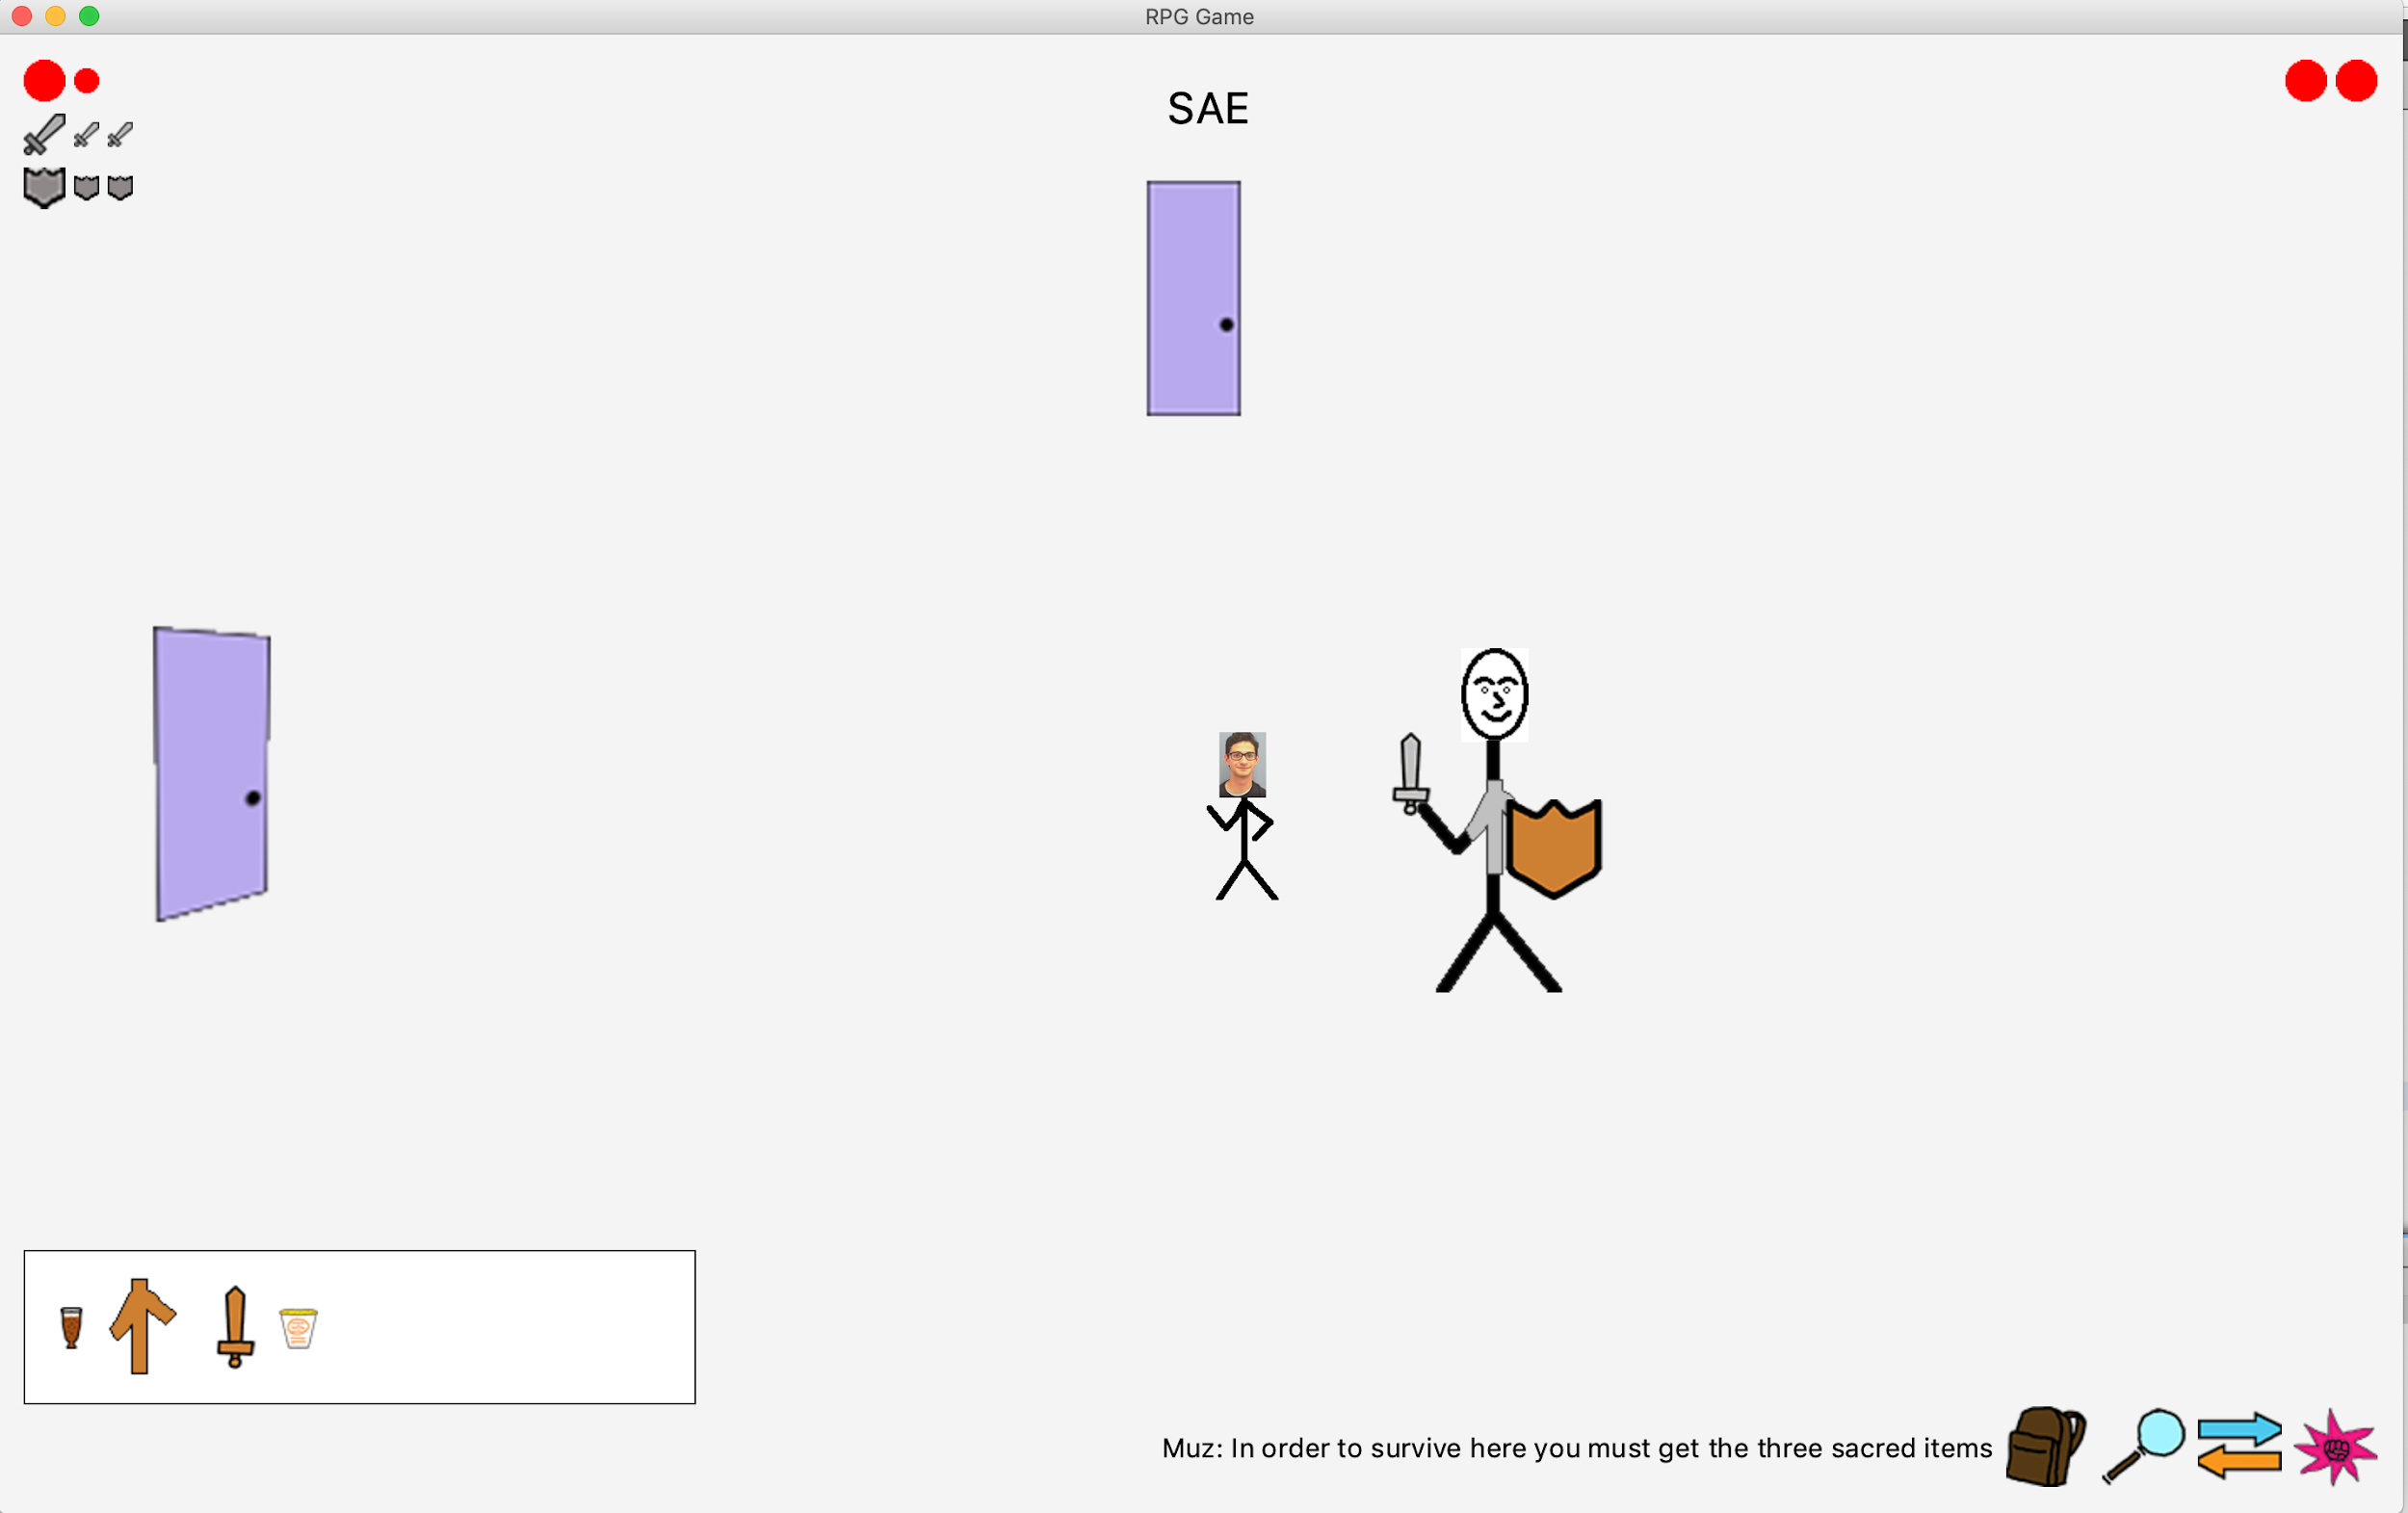 RPG Game
SAE
Muz: In order to survive here you must get the three sacred items